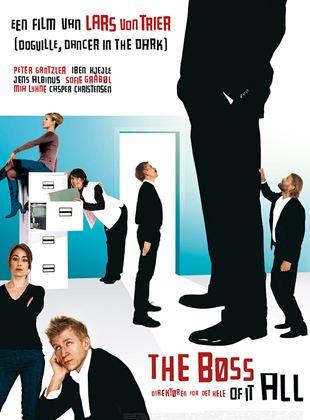 EEN FILM VAN LARS VON TRIER
(DOGVILLE, DANCER IN THE DARK)
PETER GANTZLER IBEN HJEJLE
JENS ALBINUS SOFIE GRÅBØL
MIA LYHNE CASPER CHRISTENSEN
THE BOSS
DIREKTØREN FOR DET HELE OF IT ALL